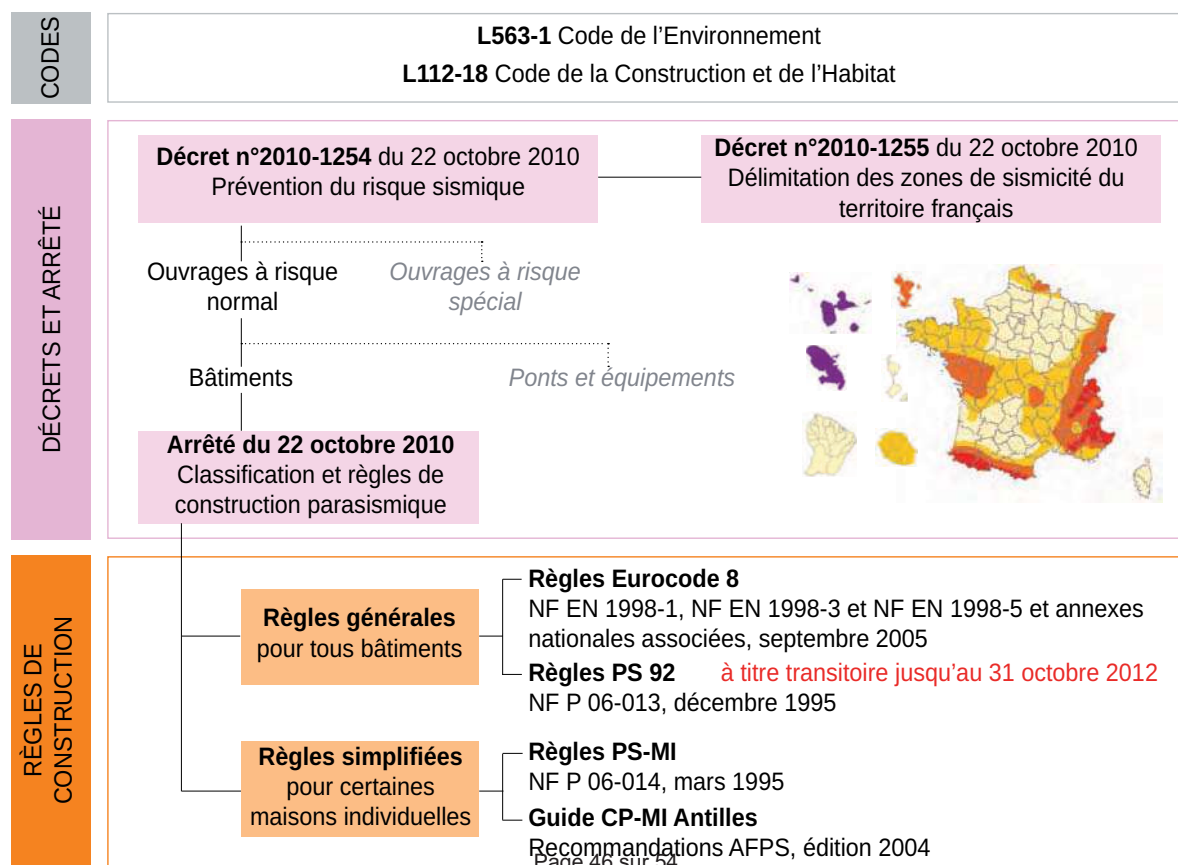 CODES
L563-1 Code de l'Environnement
L112-18 Code de la Construction et de l'Habitat
DÉCRETS ET ARRÊTÉ
Décret n°2010-1254 du 22 octobre 2010
Prévention du risque sismique
Décret n°2010-1255 du 22 octobre 2010
Délimitation des zones de sismicité du
territoire français
Ouvrages à risque
normal
Ouvrages à risque
spécial
Bâtiments
Ponts et équipements
Arrêté du 22 octobre 2010
Classification et règles de
construction parasismique
RÈGLES DE
CONSTRUCTION
Règles générales
pour tous bâtiments
Règles Eurocode 8
NF EN 1998-1, NF EN 1998-3 et NF EN 1998-5 et annexes
nationales associées, septembre 2005
Règles PS 92 à titre transitoire jusqu'au 31 octobre 2012
NF P 06-013, décembre 1995
Règles simplifiées
pour certaines
maisons individuelles
Règles PS-MI
NF P 06-014, mars 1995
Guide CP-MI Antilles
Recommandations AFPS, édition 2004
Page 46 sur 54